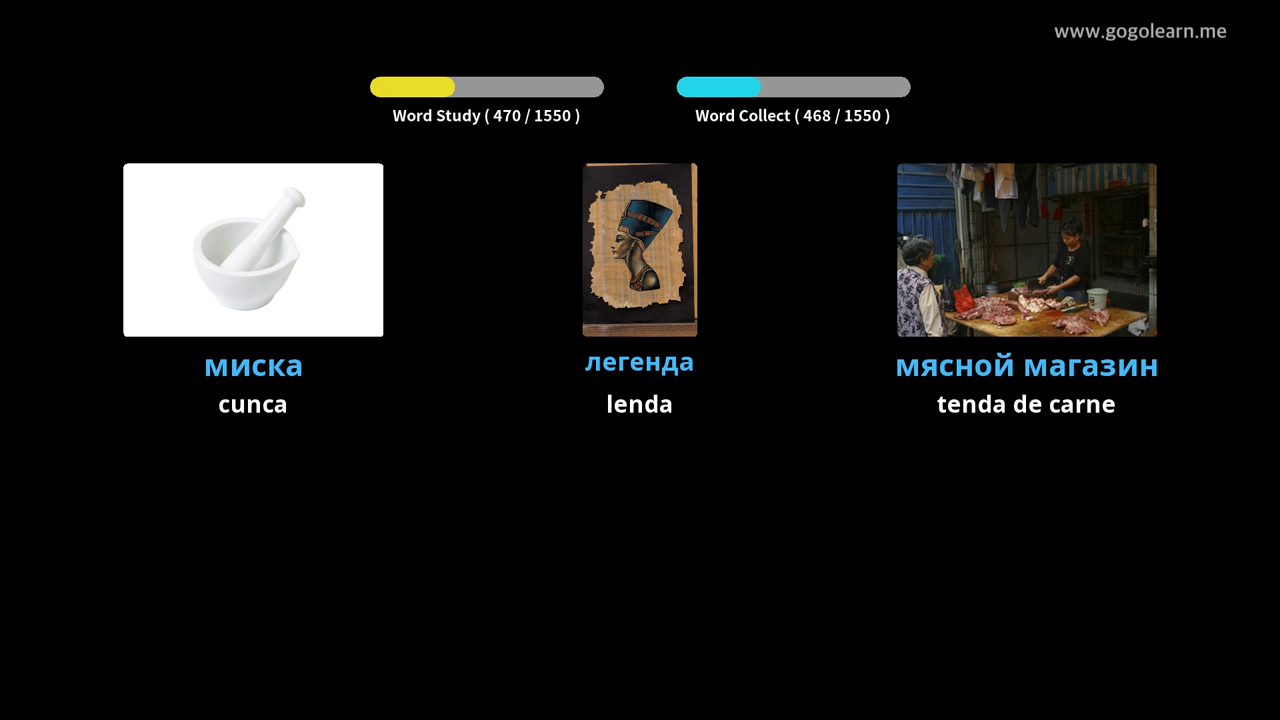 www.gogolearn.me
Word Study ( 470 / 1550 )
Word Collect ( 468 / 1550 )
миска
легенда
мясной магазин
cunca
lenda
tenda de carne